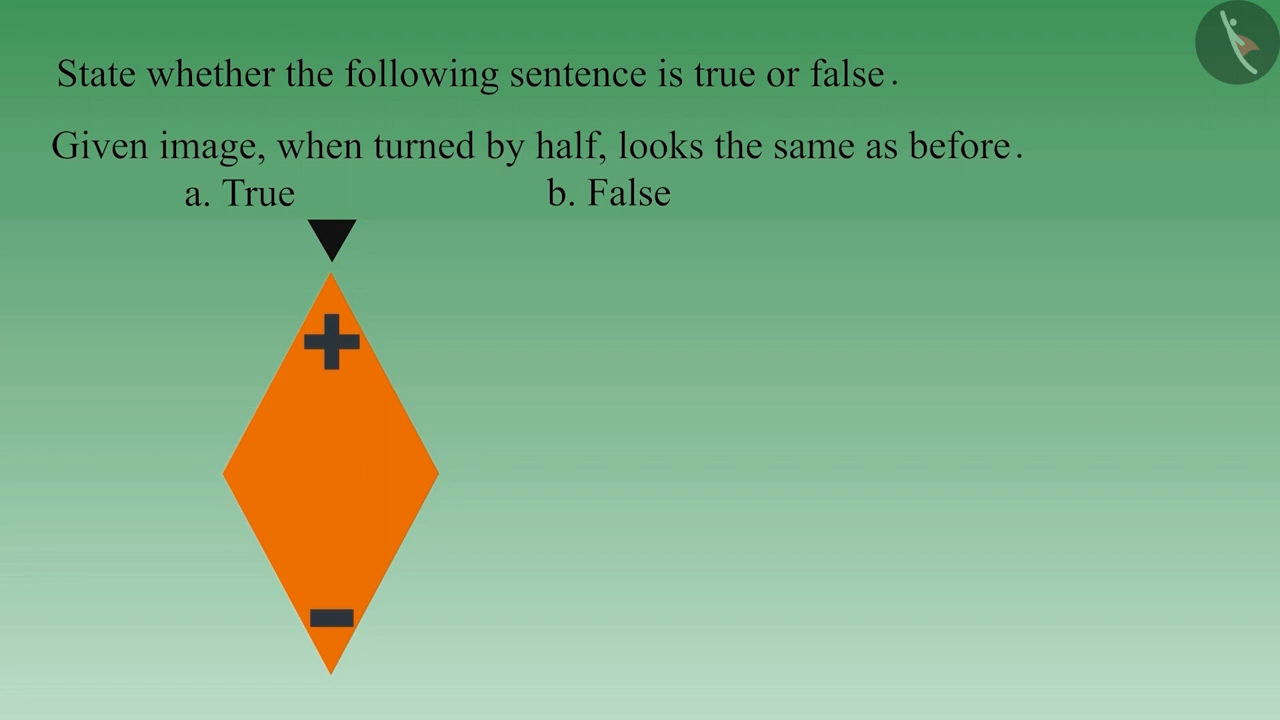 State whether the following sentence is true or false.
Given image, when turned by half, looks the same as before.
a. True b. False
+
-